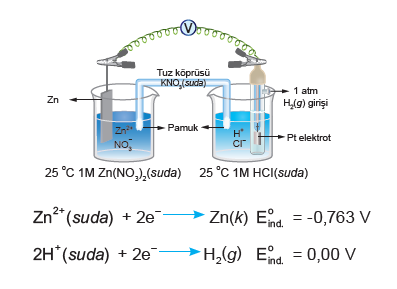 V
Tuz köprüsü
KNO3(suda)
Zn
1 atm
H2(g) girişi
Zn2+
NO3−
Pamuk
H+
Cl−
Pt elektrot
25 °C 1M Zn(NO3)2(suda)
25 °C 1M HCl(suda)
Zn2+(suda) + 2e− → Zn(k) E°ind. = -0,763 V
2H+(suda) + 2e− → H2(g) E°ind. = 0,00 V